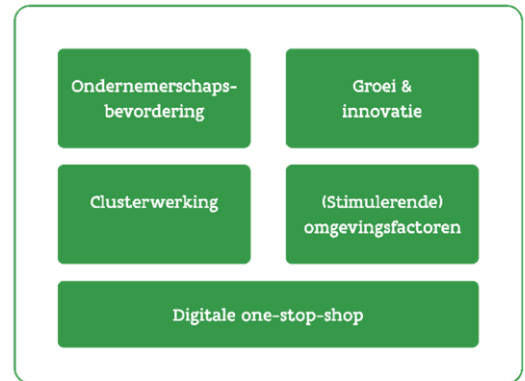 Ondernemerschaps-
bevordering
Groei &
innovatie
Clusterwerking
(Stimulerende)
omgevingsfactoren
Digitale one-stop-shop